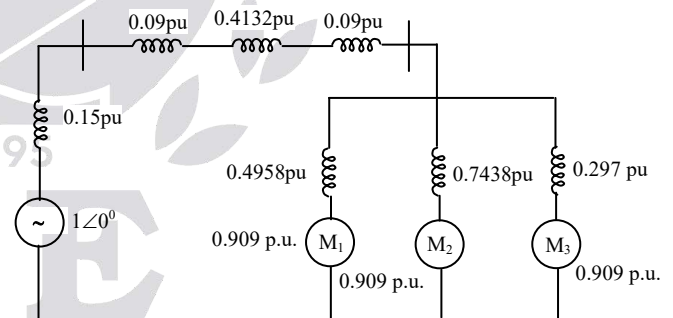 0.09pu 0.4132pu 0.09pu
0.15pu
95
0.4958pu 0.7438pu 0.297 pu
~ 1∠0⁰
0.909 p.u. M₁ M₂ M₃
0.909 p.u. 0.909 p.u.
E